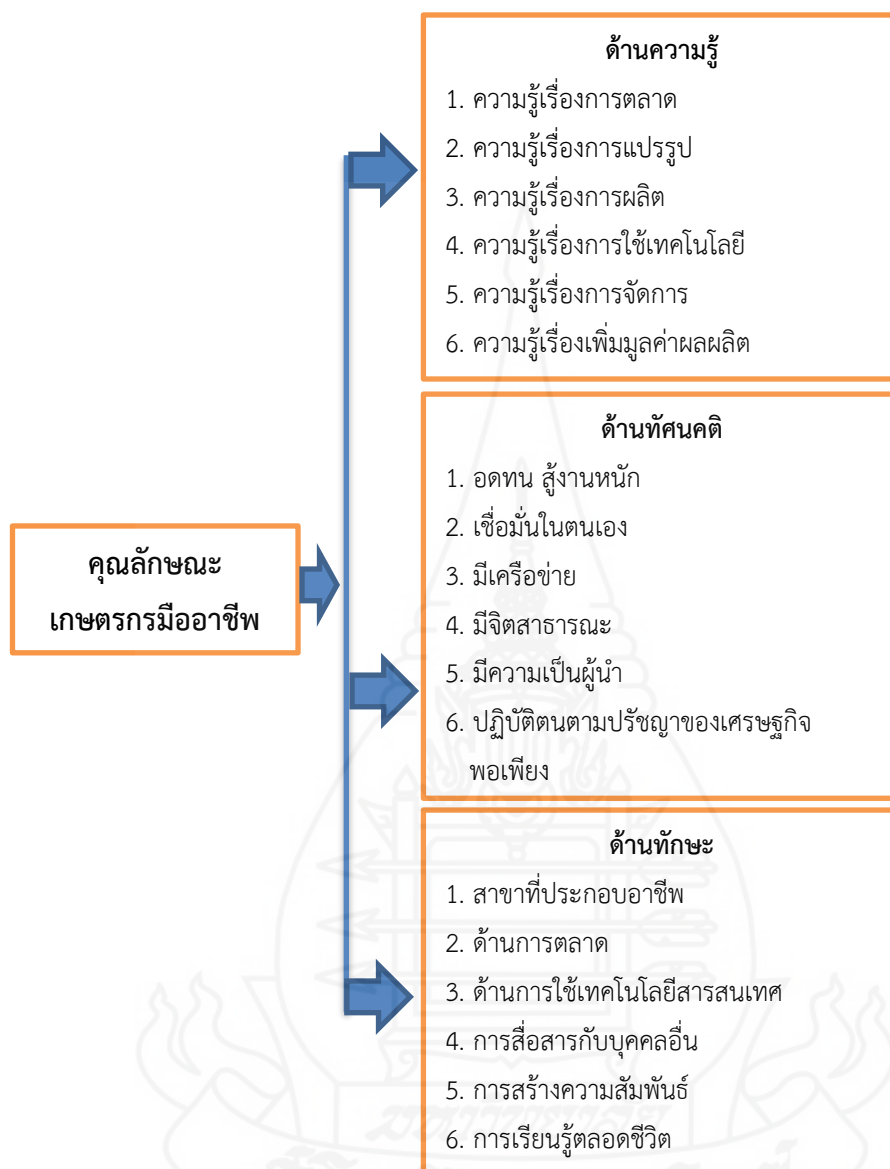 ด้านความรู้
1. ความรู้เรื่องการตลาด
2. ความรู้เรื่องการแปรรูป
3. ความรู้เรื่องการผลิต
4. ความรู้เรื่องการใช้เทคโนโลยี
5. ความรู้เรื่องการจัดการ
6. ความรู้เรื่องเพิ่มมูลค่าผลผลิต
คุณลักษณะ
เกษตรกรมืออาชีพ
ด้านทัศนคติ
1. อดทน สู้งานหนัก
2. เชื่อมั่นในตนเอง
3. มีเครือข่าย
4. มีจิตสาธารณะ
5. มีความเป็นผู้นำ
6. ปฏิบัติตนตามปรัชญาของเศรษฐกิจ
พอเพียง
ด้านทักษะ
1. สาขาที่ประกอบอาชีพ
2. ด้านการตลาด
3. ด้านการใช้เทคโนโลยีสารสนเทศ
4. การสื่อสารกับบุคคลอื่น
5. การสร้างความสัมพันธ์
6. การเรียนรู้ตลอดชีวิต